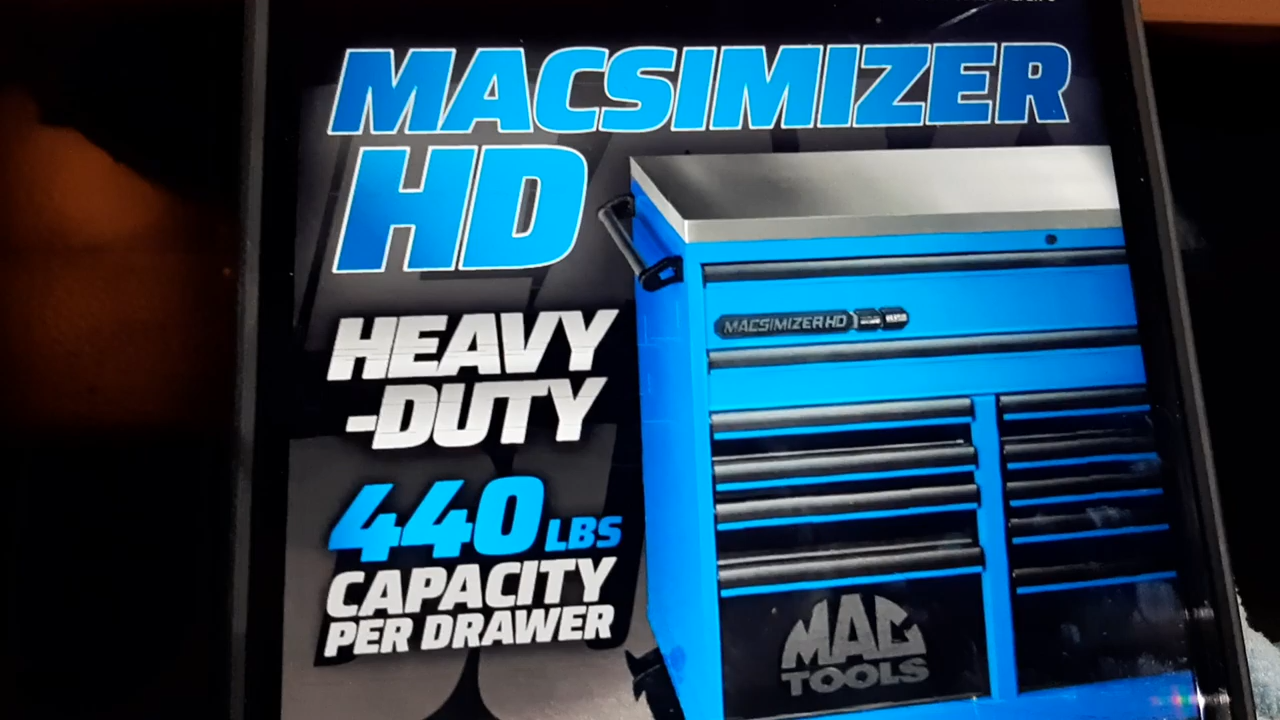 MACSIMIZER
HD
HEAVY
-DUTY
440 LBS
CAPACITY
PER DRAWER
MACSIMIZER HD
MAC
TOOLS